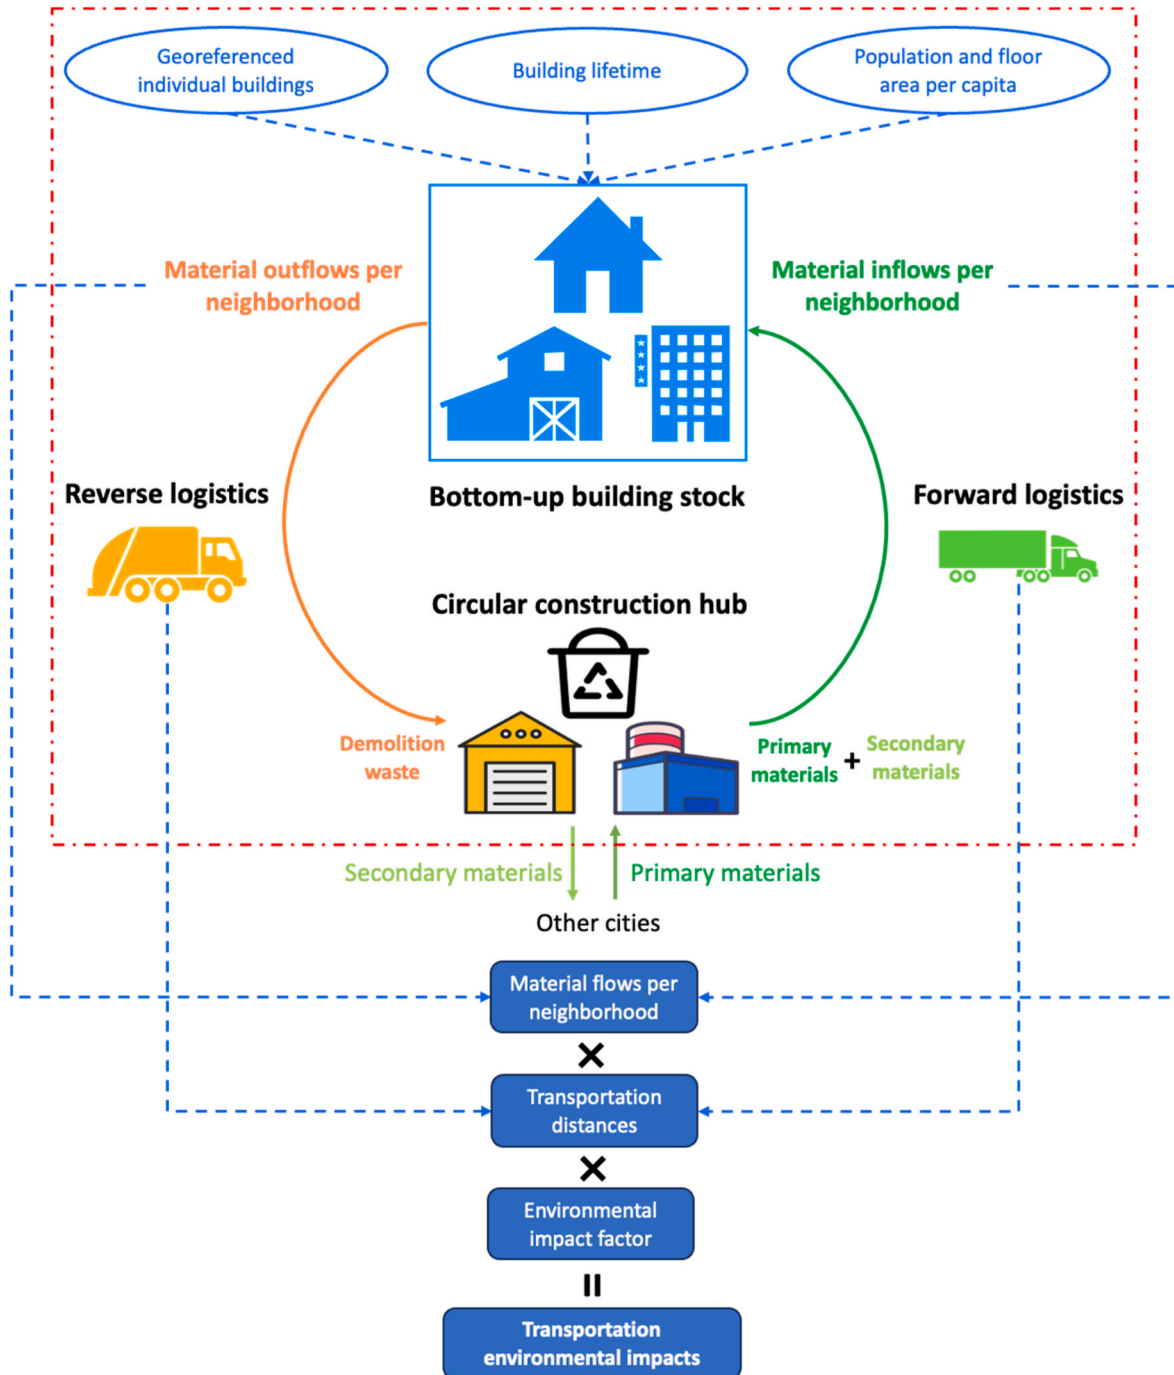 Georeferenced
individual buildings
Building lifetime
Population and floor
area per capita
Material outflows per
neighborhood
Material inflows per
neighborhood
Reverse logistics
Bottom-up building stock
Forward logistics
Circular construction hub
Demolition
waste
Primary
materials
+
Secondary
materials
Secondary materials
Primary materials
Other cities
Material flows per
neighborhood
×
Transportation
distances
×
Environmental
impact factor
=
Transportation
environmental impacts